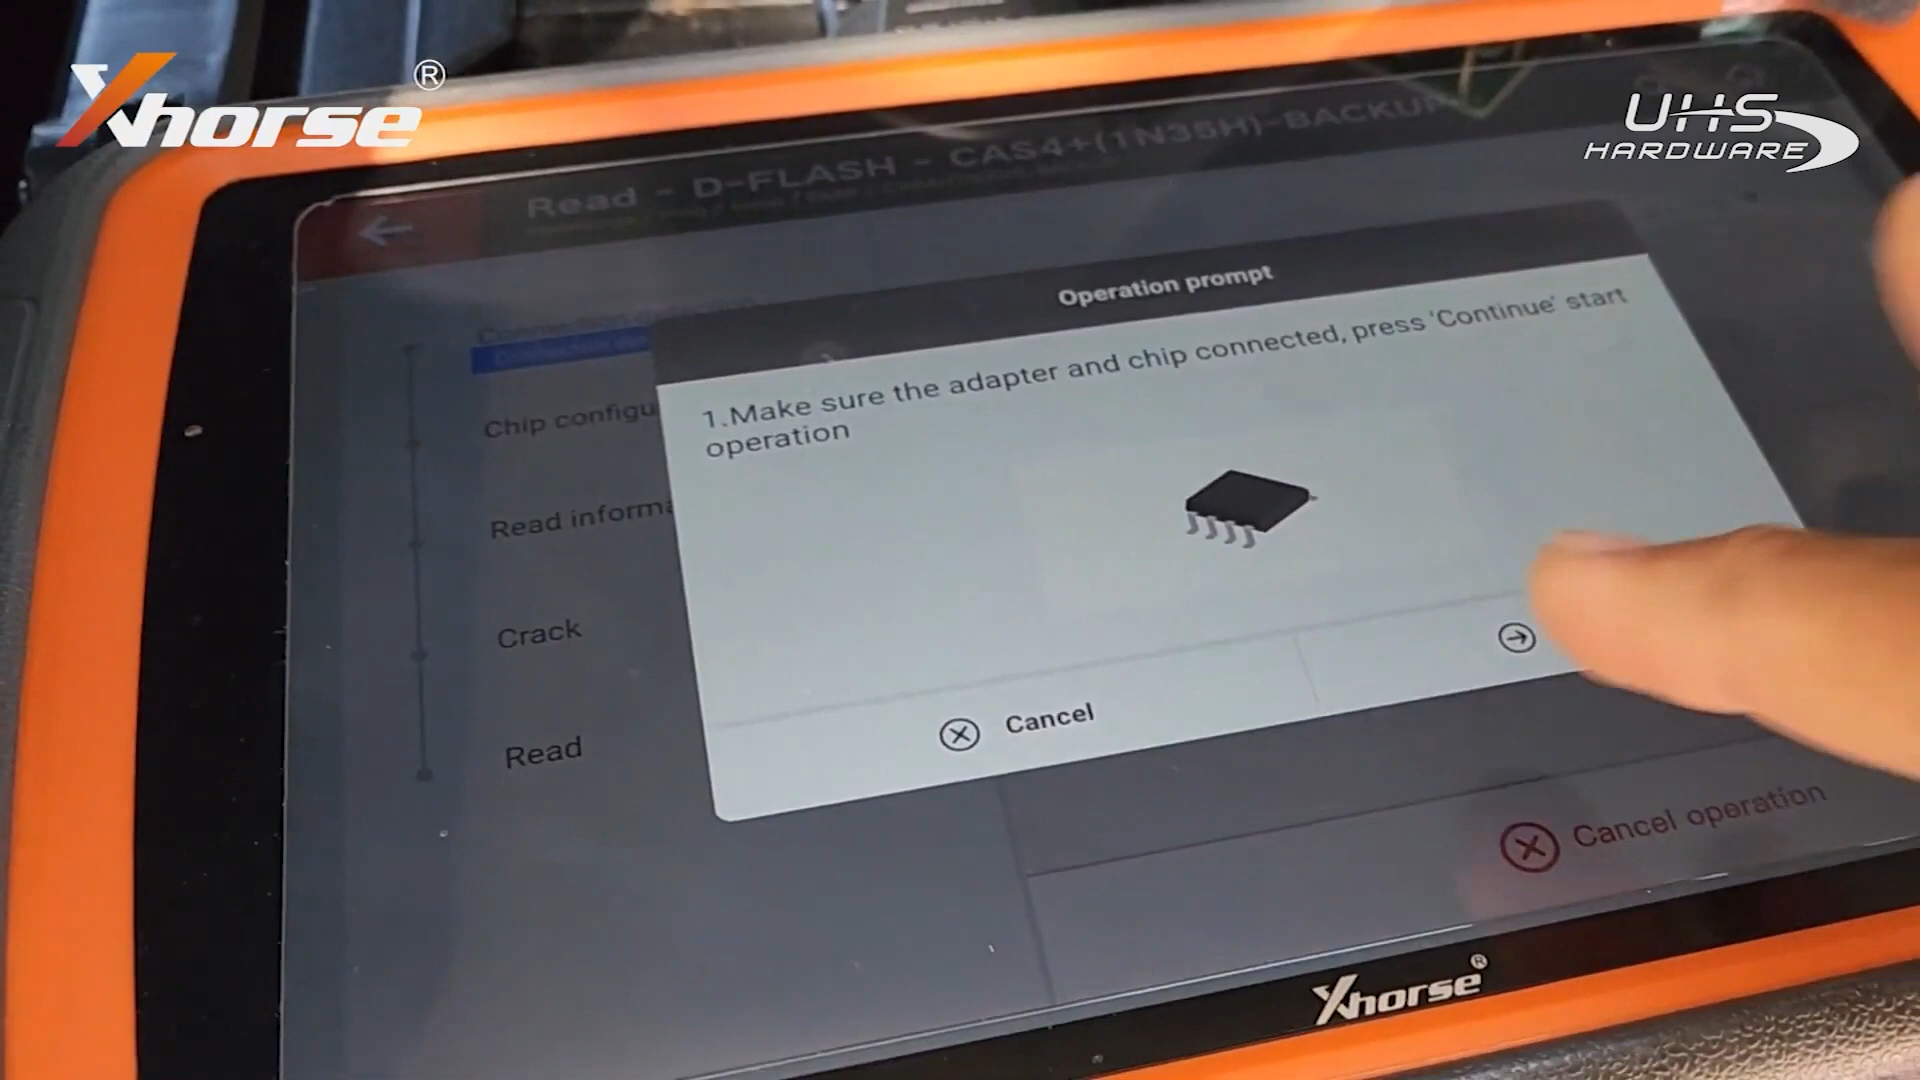 Xhorse®
UHS
HARDWARE
Read - D-FLASH - CAS4+(1N35H)-BACKUP
Operation prompt
1.Make sure the adapter and chip connected, press 'Continue' start
operation
Chip configu
Read informa
Crack
Read
Cancel
Cancel operation
Xhorse®